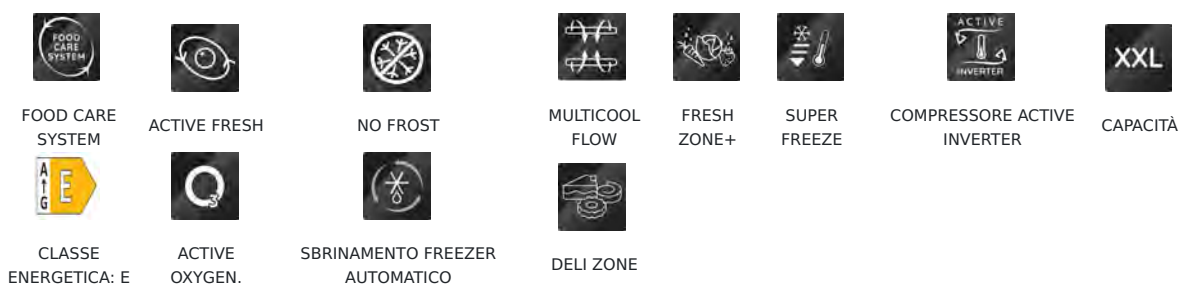 FOOD
CARE
SYSTEM
ACTIVE
INVERTER
XXL
FOOD CARE
SYSTEM
ACTIVE FRESH
NO FROST
MULTICOOL
FLOW
FRESH
ZONE+
SUPER
FREEZE
COMPRESSORE ACTIVE
INVERTER
CAPACITÀ
A
G
E
O3
CLASSE
ENERGETICA: E
ACTIVE
OXYGEN.
SBRINAMENTO FREEZER
AUTOMATICO
DELI ZONE